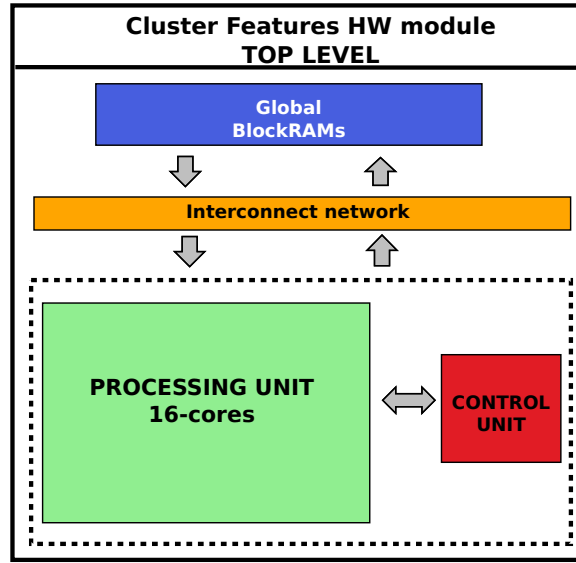 Cluster Features HW module
TOP LEVEL
Global
BlockRAMs
Interconnect network
PROCESSING UNIT
16-cores
CONTROL
UNIT